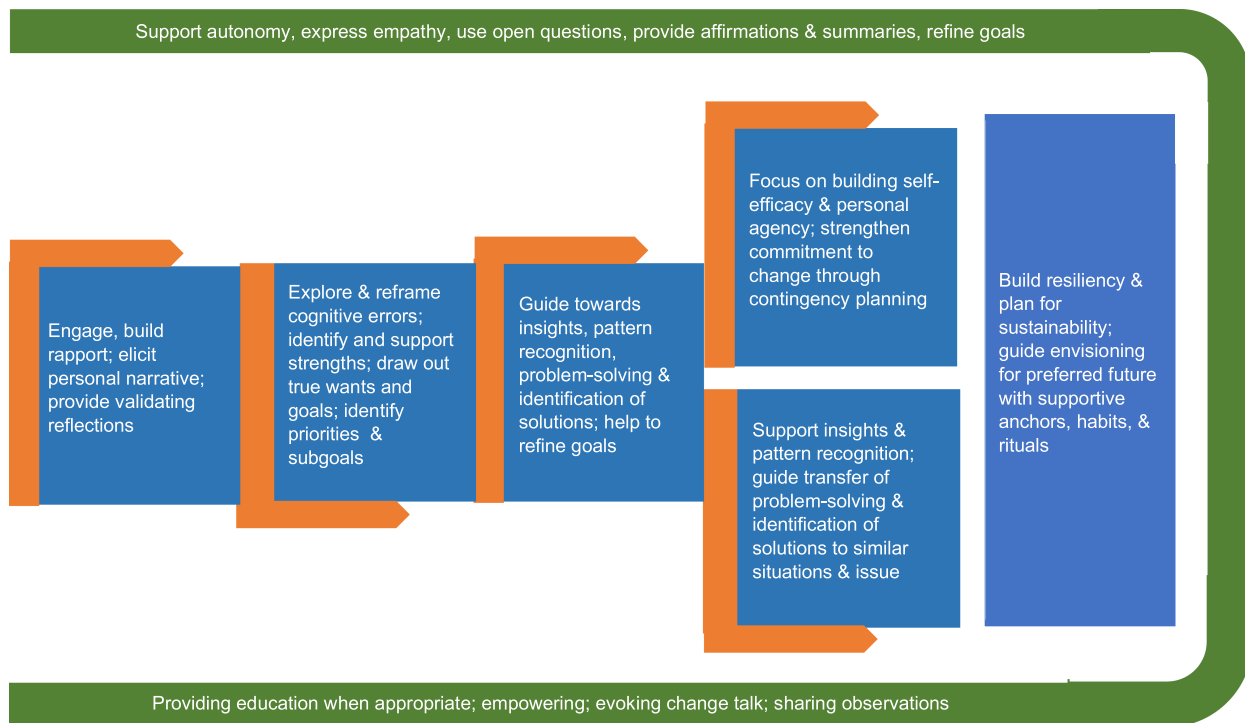 Support autonomy, express empathy, use open questions, provide affirmations & summaries, refine goals
Engage, build
rapport; elicit
personal narrative;
provide validating
reflections
Explore & reframe
cognitive errors;
identify and support
strengths; draw out
true wants and
goals; identify
priorities &
subgoals
Guide towards
insights, pattern
recognition,
problem-solving &
identification of
solutions; help to
refine goals
Focus on building self-
efficacy & personal
agency; strengthen
commitment to
change through
contingency planning
Support insights &
pattern recognition;
guide transfer of
problem-solving &
identification of
solutions to similar
situations & issue
Build resiliency &
plan for
sustainability;
guide envisioning
for preferred future
with supportive
anchors, habits, &
rituals
Providing education when appropriate; empowering; evoking change talk; sharing observations